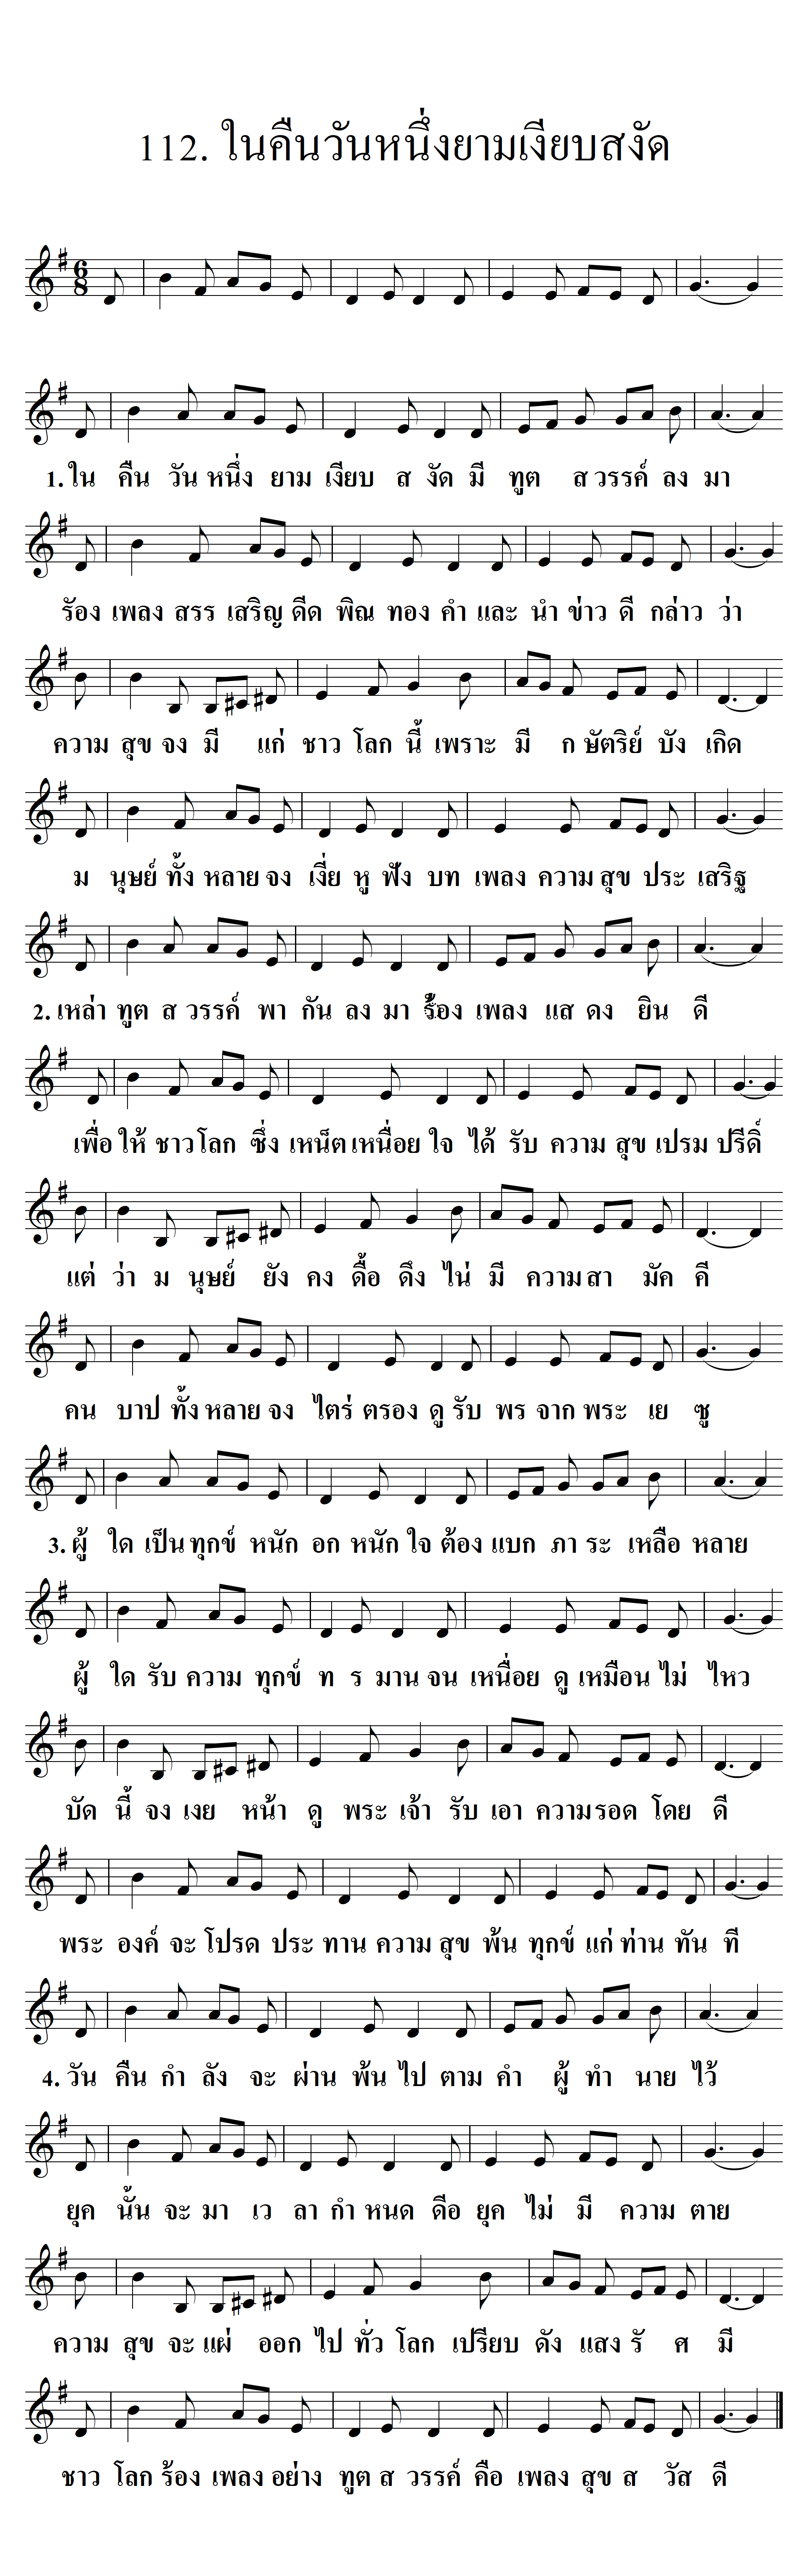 112. ในคืนวันหนึ่งยามเงียบสงัด
1. ใน คืน วัน หนึ่ง ยาม เงียบ ส งัด มี ทูต ส วรรค์ ลง มา
รัอง เพลง สรร เสริญ ดีด พิณ ทอง คำ และ นำ ข่าว ดี กล่าว ว่า
ความ สุข จง มี แก่ ชาว โลก นี้ เพราะ มี ก ษัตริย์ บัง เกิด
ม นุษย์ ทั้ง หลาย จง เงี่ย หู ฟัง บท เพลง ความ สุข ประ เสริฐ
2. เหล่า ทูต ส วรรค์ พา กัน ลง มา ร้อง เพลง แส ดง ยิน ดี
เพื่อ ให้ ชาว โลก ซึ่ง เหน็ต เหนื่อย ใจ ได้ รับ ความ สุข เปรม ปรีดิ์
แต่ ว่า ม นุษย์ ยัง คง ดื้อ ดึง ไน่ มี ความ สา มัค คี
คน บาป ทั้ง หลาย จง ไตร่ ตรอง ดู รับ พร จาก พระ เย ซู
3. ผู้ ใด เป็น ทุกข์ หนัก อก หนัก ใจ ต้อง แบก ภา ระ เหลือ หลาย
ผู้ ใด รับ ความ ทุกข์ ท ร มาน จน เหนื่อย ดู เหมือน ไม่ ไหว
บัด นี้ จง เงย หน้า ดู พระ เจ้า รับ เอา ความ รอด โดย ดี
พระ องค์ จะ โปรด ประ ทาน ความ สุข พ้น ทุกข์ แก่ ท่าน ทัน ที
4. วัน คืน กำ ลัง จะ ผ่าน พ้น ไป ตาม คำ ผู้ ทำ นาย ไว้
ยุค นั้น จะ มา เว ลา กำ หนด ดือ ยุค ไม่ มี ความ ตาย
ความ สุข จะ แผ่ ออก ไป ทั่ว โลก เปรียบ ดัง แสง รั ศ มี
ชาว โลก ร้อง เพลง อย่าง ทูต ส วรรค์ คือ เพลง สุข ส วัส ดี